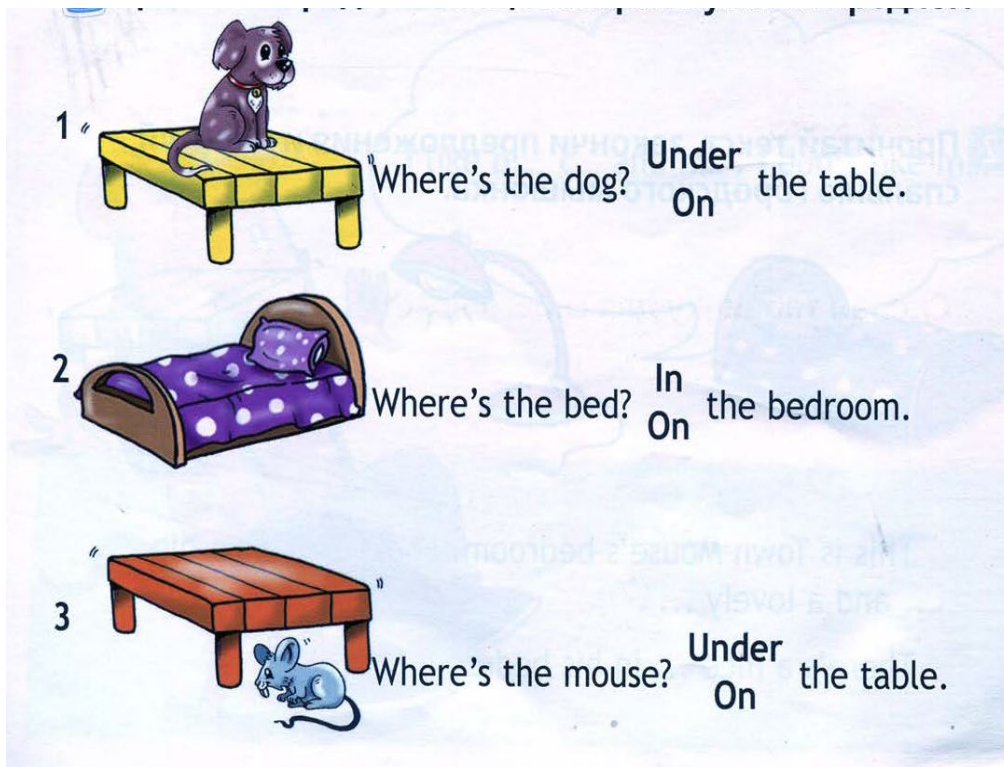 1
Under
Where's the dog? the table.
On
2
In
Where's the bed? the bedroom.
On
3
Under
Where's the mouse? the table.
On